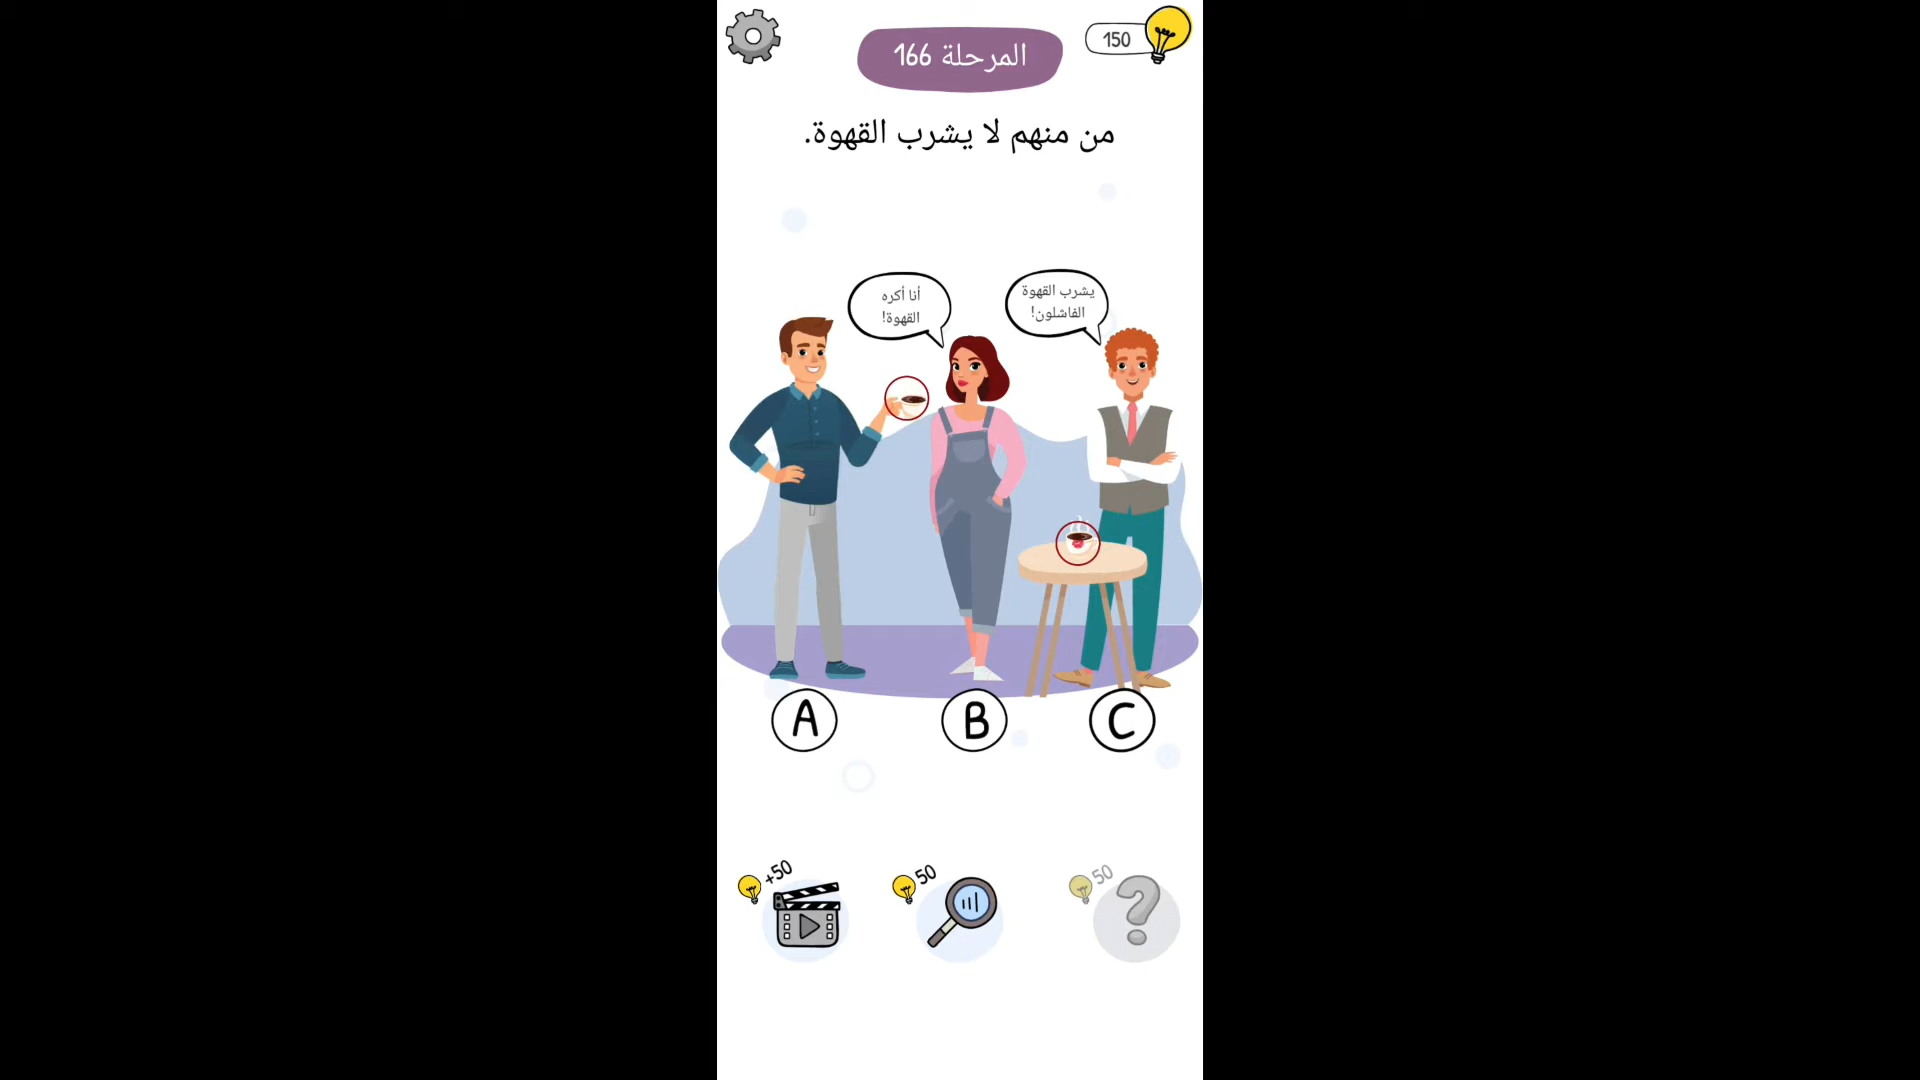 150
المرحلة 166
من منهم لا يشرب القهوة.
يشرب القهوة
الفاشلون!
أنا أكره
القهوة!
A
B
C
+50
50
50
?